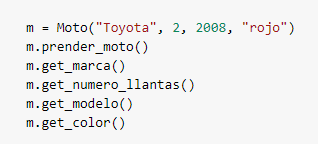 m = Moto("Toyota", 2, 2008, "rojo")
m.prender_moto()
m.get_marca()
m.get_numero_llantas()
m.get_modelo()
m.get_color()